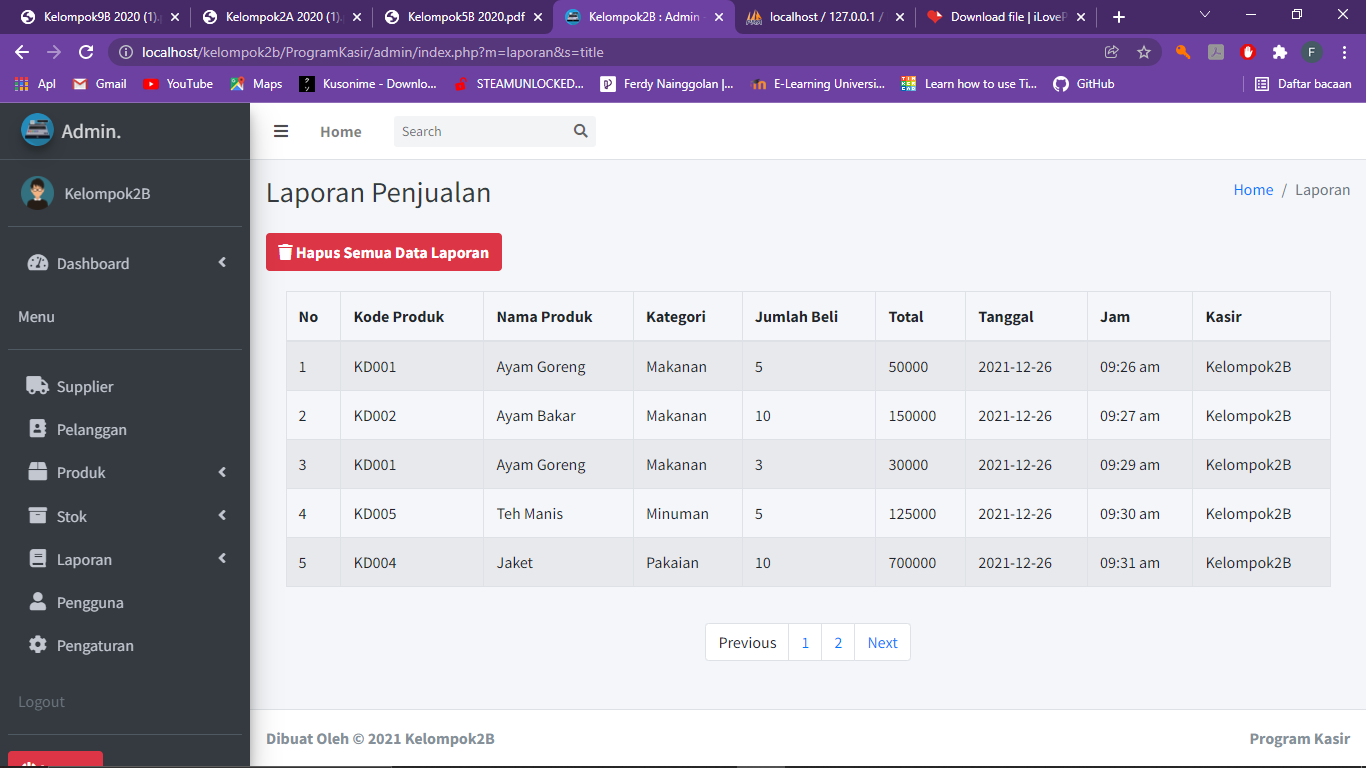 Kelompok9B 2020 (1).p
Kelompok2A 2020 (1).
Kelompok5B 2020.pdf
Kelompok2B : Admin
localhost / 127.0.0.1 /
Download file | iLoveP
localhost/kelompok2b/ProgramKasir/admin/index.php?m=laporan&s=title
F
Apl
Gmail
YouTube
Maps
Kusonime - Downlo...
STEAMUNLOCKED...
Ferdy Nainggolan |...
E-Learning Universi...
Learn how to use Ti...
GitHub
Daftar bacaan
Admin.
Home
Search
Kelompok2B
Dashboard
Menu
Supplier
Pelanggan
Produk
Stok
Laporan
Pengguna
Pengaturan
Logout
Laporan Penjualan
Home / Laporan
Hapus Semua Data Laporan
No Kode Produk Nama Produk Kategori Jumlah Beli Total Tanggal Jam Kasir
1 KD001 Ayam Goreng Makanan 5 50000 2021-12-26 09:26 am Kelompok2B
2 KD002 Ayam Bakar Makanan 10 150000 2021-12-26 09:27 am Kelompok2B
3 KD001 Ayam Goreng Makanan 3 30000 2021-12-26 09:29 am Kelompok2B
4 KD005 Teh Manis Minuman 5 125000 2021-12-26 09:30 am Kelompok2B
5 KD004 Jaket Pakaian 10 700000 2021-12-26 09:31 am Kelompok2B
Previous 1 2 Next
Dibuat Oleh © 2021 Kelompok2B
Program Kasir